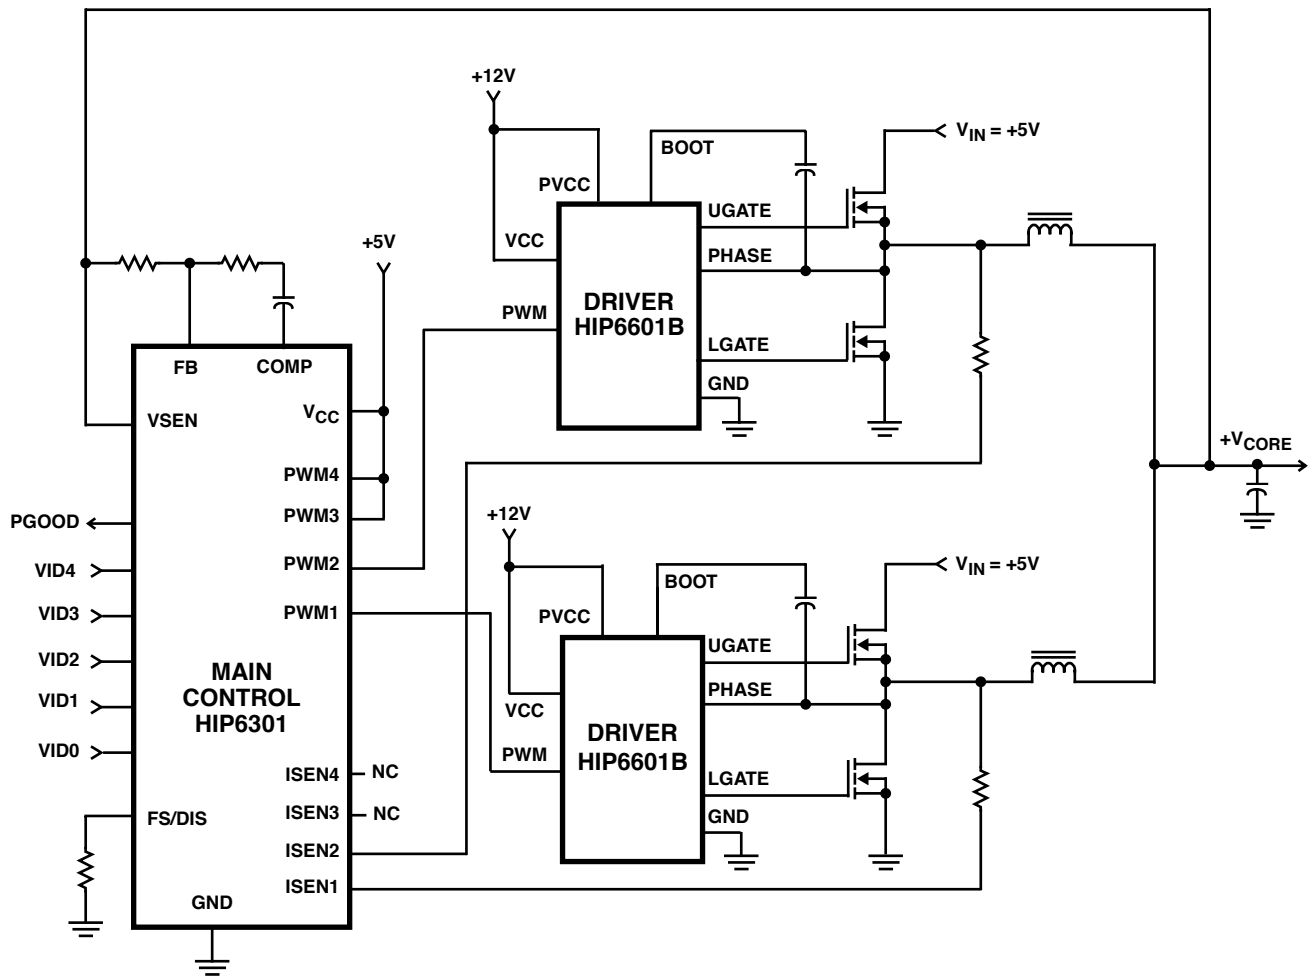 +12V
VIN = +5V
BOOT
PVCC
UGATE
VCC
PHASE
DRIVER
HIP6601B
PWM
LGATE
GND
+5V
FB
COMP
VSEN
VCC
PWM4
PWM3
PGOOD
PWM2
VID4
PWM1
VID3
VID2
VID1
VID0
MAIN
CONTROL
HIP6301
ISEN4
NC
ISEN3
NC
FS/DIS
ISEN2
ISEN1
GND
+VCORE
+12V
VIN = +5V
BOOT
PVCC
UGATE
PHASE
VCC
DRIVER
HIP6601B
PWM
LGATE
GND